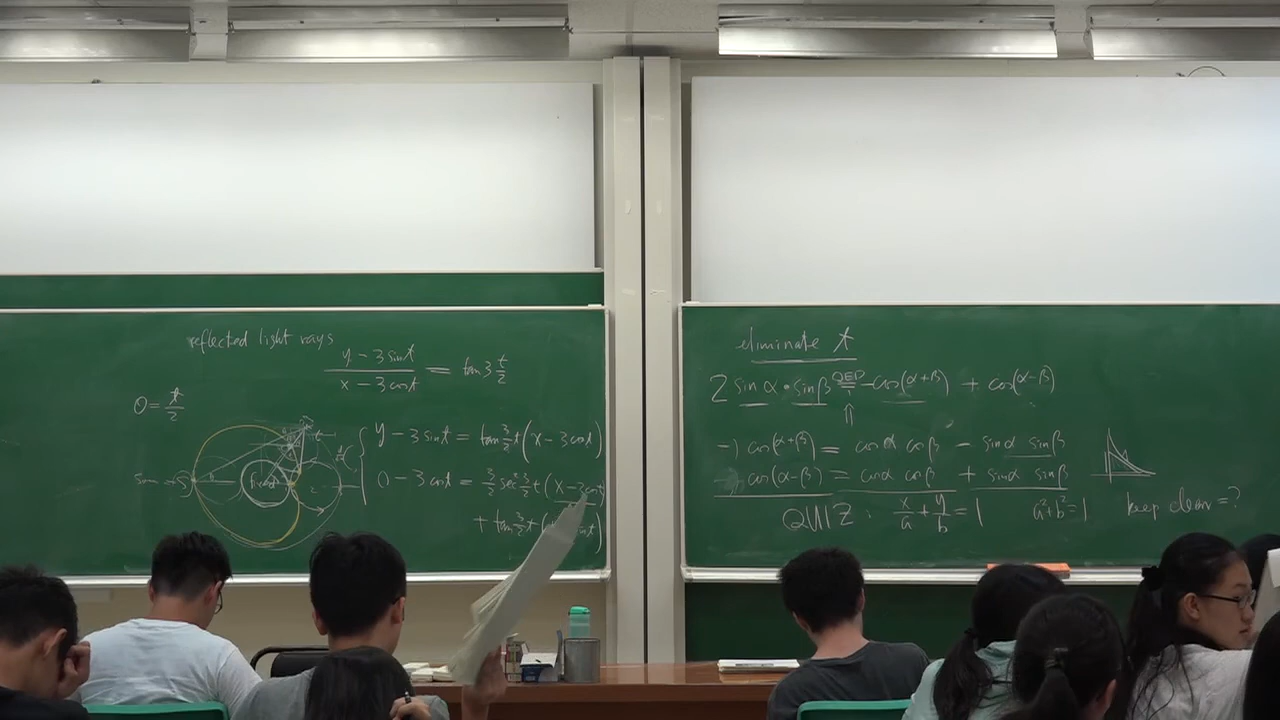 reflected light rays
y - 3 sin t / x - 3 cos t = tan 3 t/2
θ = t/2
y - 3 sin t = tan 3/2 t (x - 3 cos t)
0 - 3 cos t = 3/2 sec² 3/2 t (x - 3 cos t)
+ tan 3/2 t ( sin t)
eliminate t
2 sin α • sin β QED = - cos(α+β) + cos(α-β)
-) cos(α+β) = cos α cos β - sin α sin β
cos(α-β) = cos α cos β + sin α sin β
QUIZ: x/a + y/b = 1 a² + b² = 1 keep clean = ?